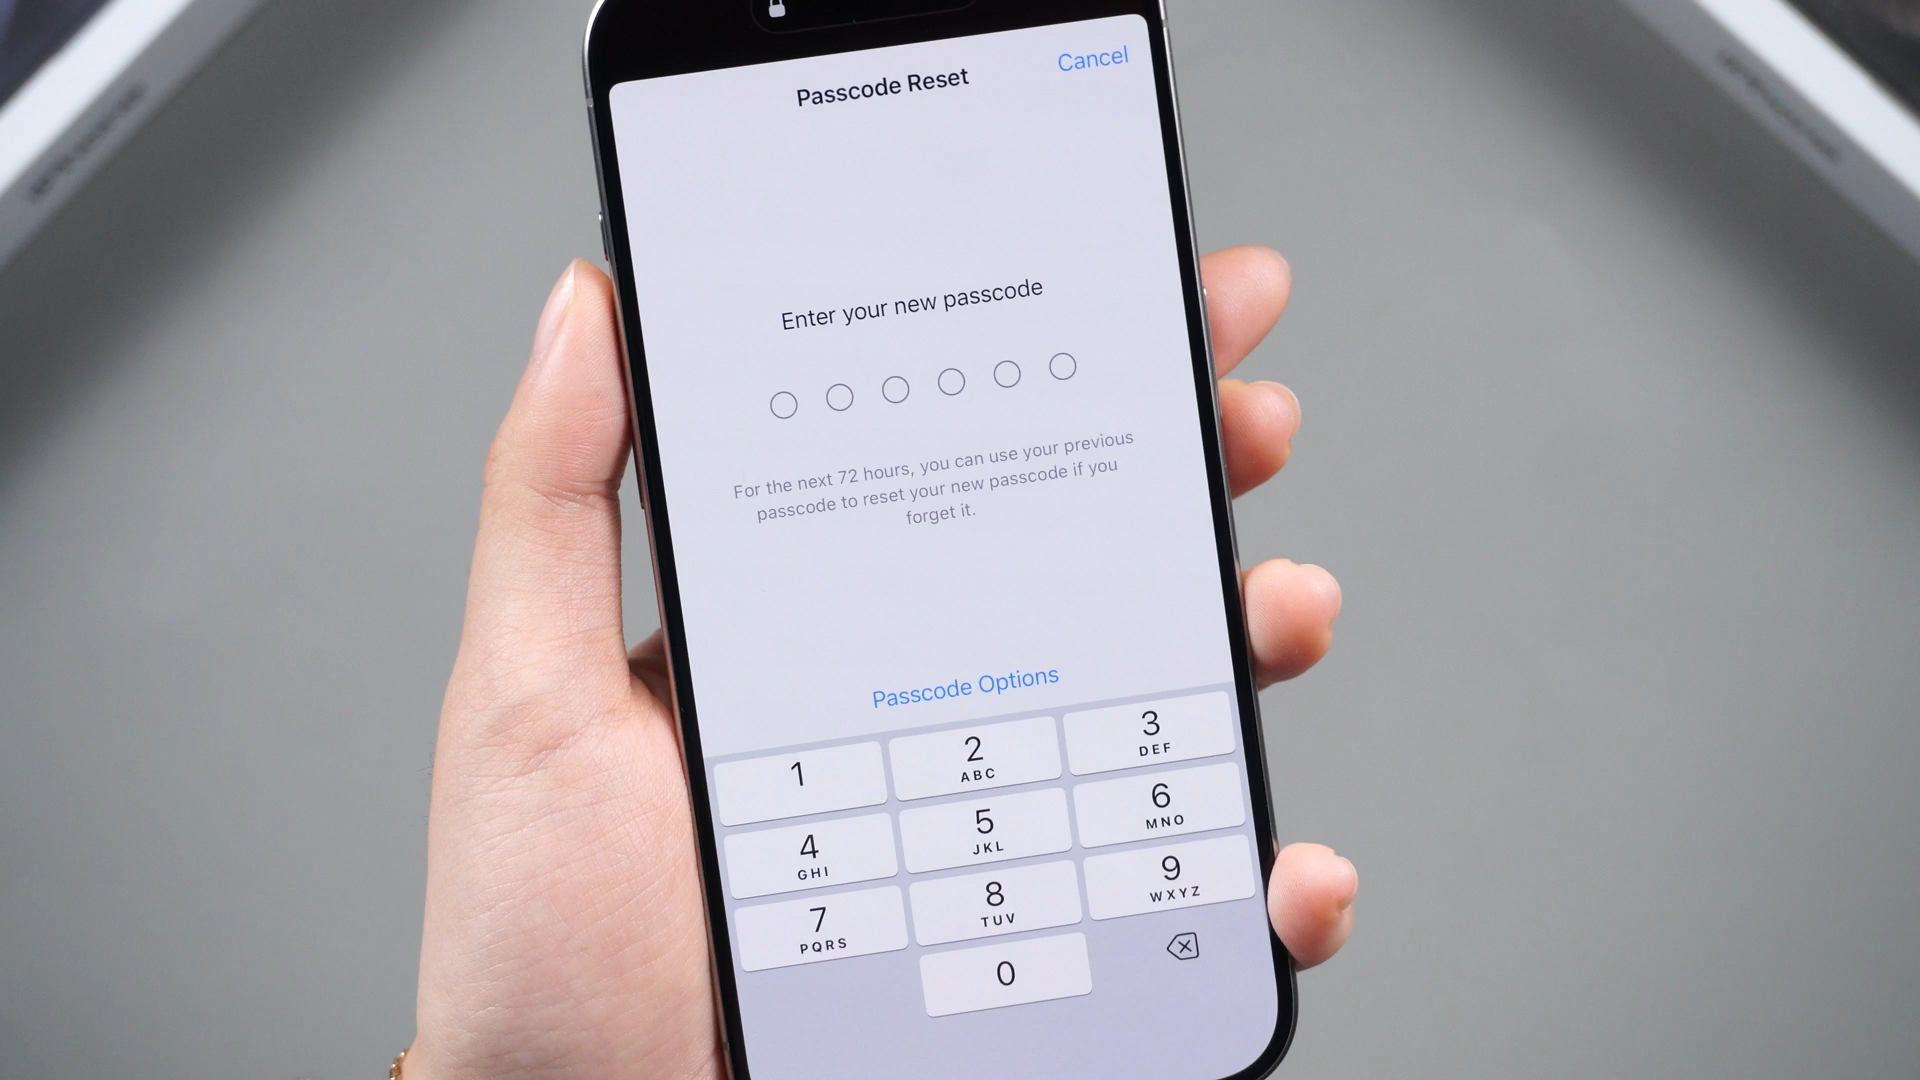 Cancel
Passcode Reset
Enter your new passcode
For the next 72 hours, you can use your previous
passcode to reset your new passcode if you
forget it.
Passcode Options
1
2
ABC
3
DEF
4
GHI
5
JKL
6
MNO
7
PQRS
8
TUV
9
WXYZ
0